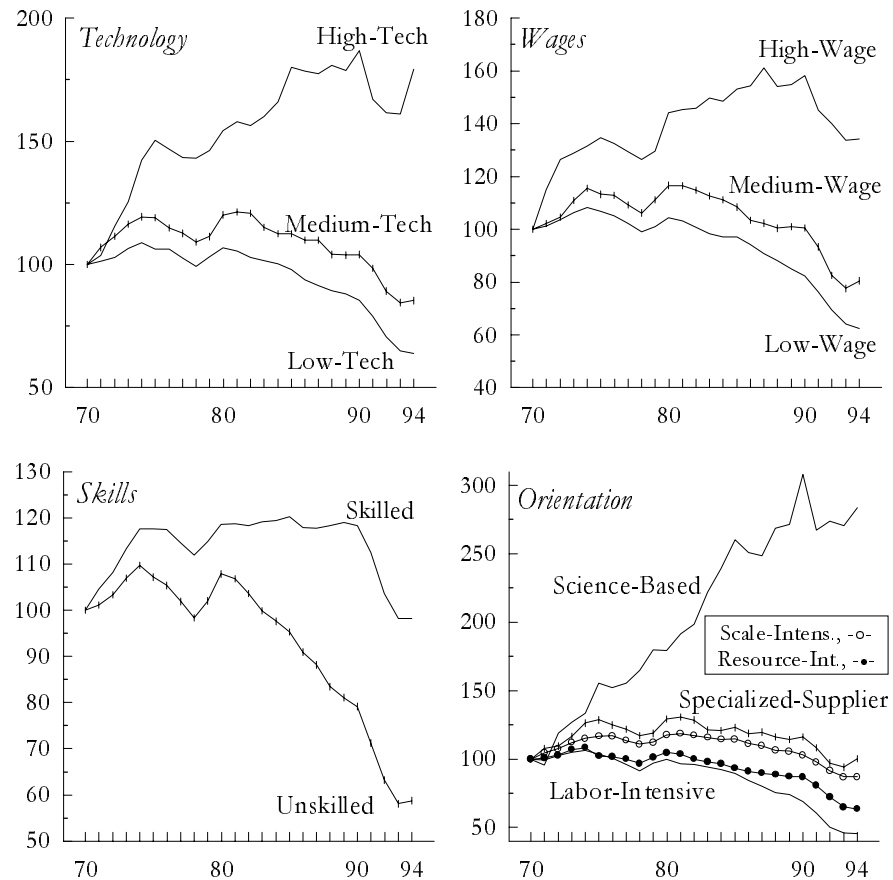 Technology
High-Tech
Medium-Tech
Low-Tech
200
150
100
50
70 80 90 94
Wages
High-Wage
Medium-Wage
Low-Wage
180
160
140
120
100
80
60
40
70 80 90 94
Skills
Skilled
Unskilled
130
120
110
100
90
80
70
60
50
70 80 90 94
Orientation
Science-Based
Scale-Intens., -o-
Resource-Int., -●-
Specialized-Supplier
Labor-Intensive
300
250
200
150
100
50
70 80 90 94